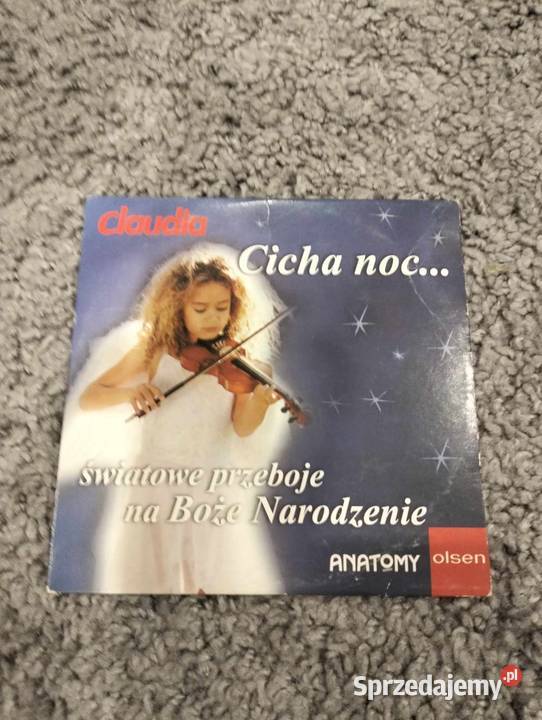 Claudia
Cicha noc...
światowe przeboje
na Boże Narodzenie
ANATOMY
olsen
Sprzedajemy.pl